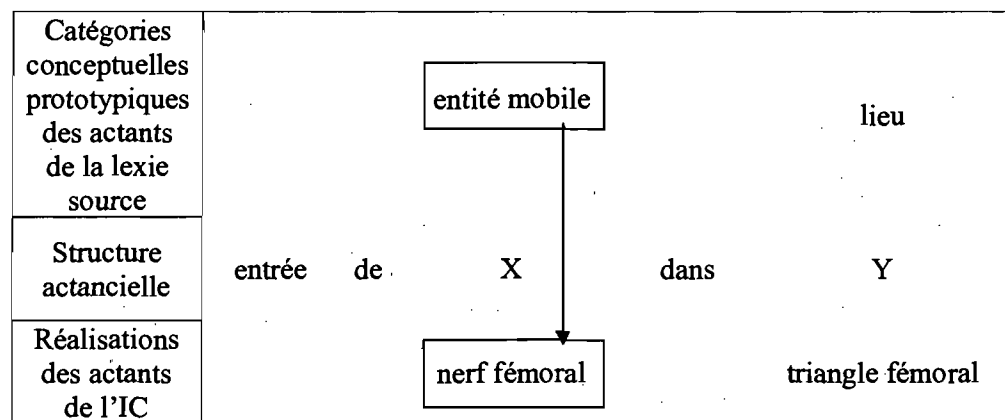 Catégories
conceptuelles
prototypiques
des actants
de la lexie
source
entité mobile
lieu
Structure
actancielle
entrée de X dans Y
Réalisations
des actants
de l'IC
nerf fémoral
triangle fémoral